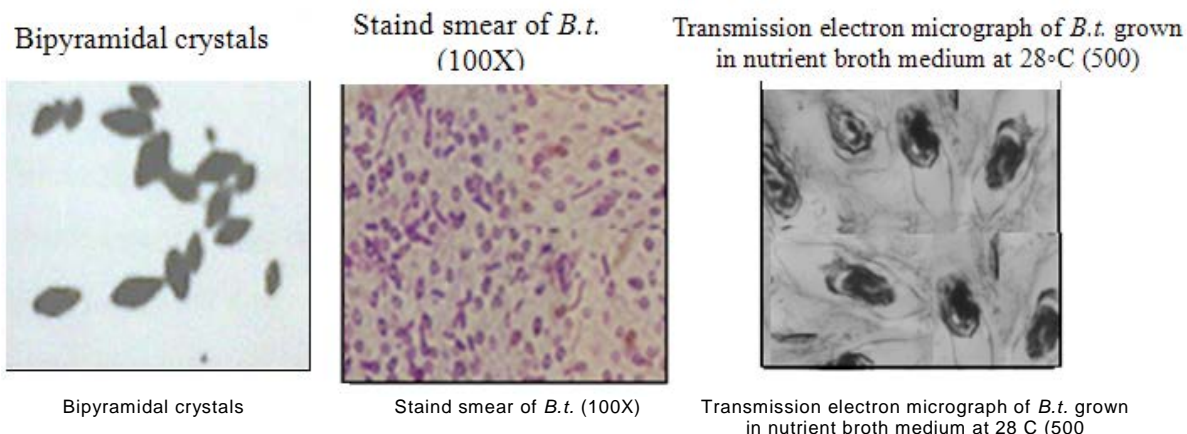 Bipyramidal crystals
Staind smear of B.t.
(100X)
Transmission electron micrograph of B.t. grown
in nutrient broth medium at 28◦C (500)
Bipyramidal crystals
Staind smear of B.t. (100X)
Transmission electron micrograph of B.t. grown
in nutrient broth medium at 28 C (500